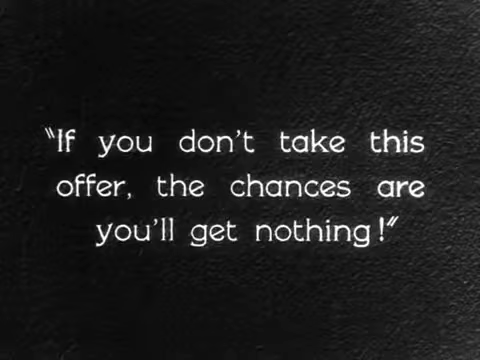 "If you don't take this
offer, the chances are
you'll get nothing!"